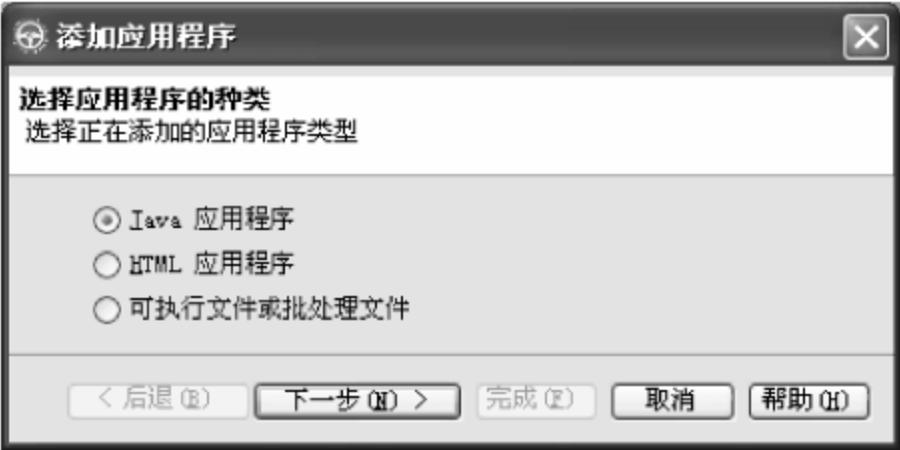 添加应用程序
选择应用程序的种类
选择正在添加的应用程序类型
Java 应用程序
HTML 应用程序
可执行文件或批处理文件
< 后退(B) 下一步(N) > 完成(F) 取消 帮助(H)